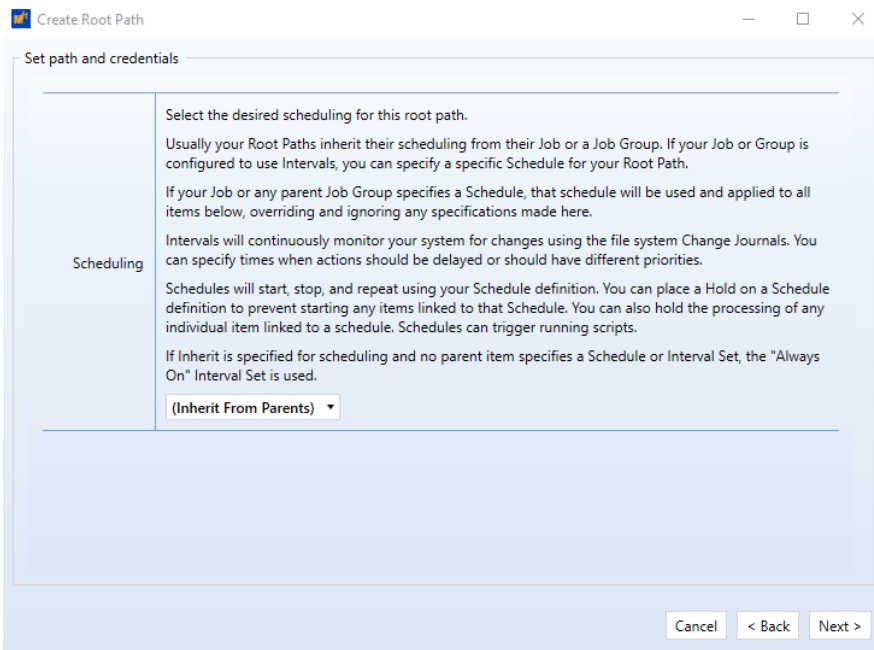 Create Root Path
Set path and credentials
Scheduling
Select the desired scheduling for this root path.
Usually your Root Paths inherit their scheduling from their Job or a Job Group. If your Job or Group is
configured to use Intervals, you can specify a specific Schedule for your Root Path.
If your Job or any parent Job Group specifies a Schedule, that schedule will be used and applied to all
items below, overriding and ignoring any specifications made here.
Intervals will continuously monitor your system for changes using the file system Change Journals. You
can specify times when actions should be delayed or should have different priorities.
Schedules will start, stop, and repeat using your Schedule definition. You can place a Hold on a Schedule
definition to prevent starting any items linked to that Schedule. You can also hold the processing of any
individual item linked to a schedule. Schedules can trigger running scripts.
If Inherit is specified for scheduling and no parent item specifies a Schedule or Interval Set, the "Always
On" Interval Set is used.
(Inherit From Parents)
Cancel
< Back
Next >